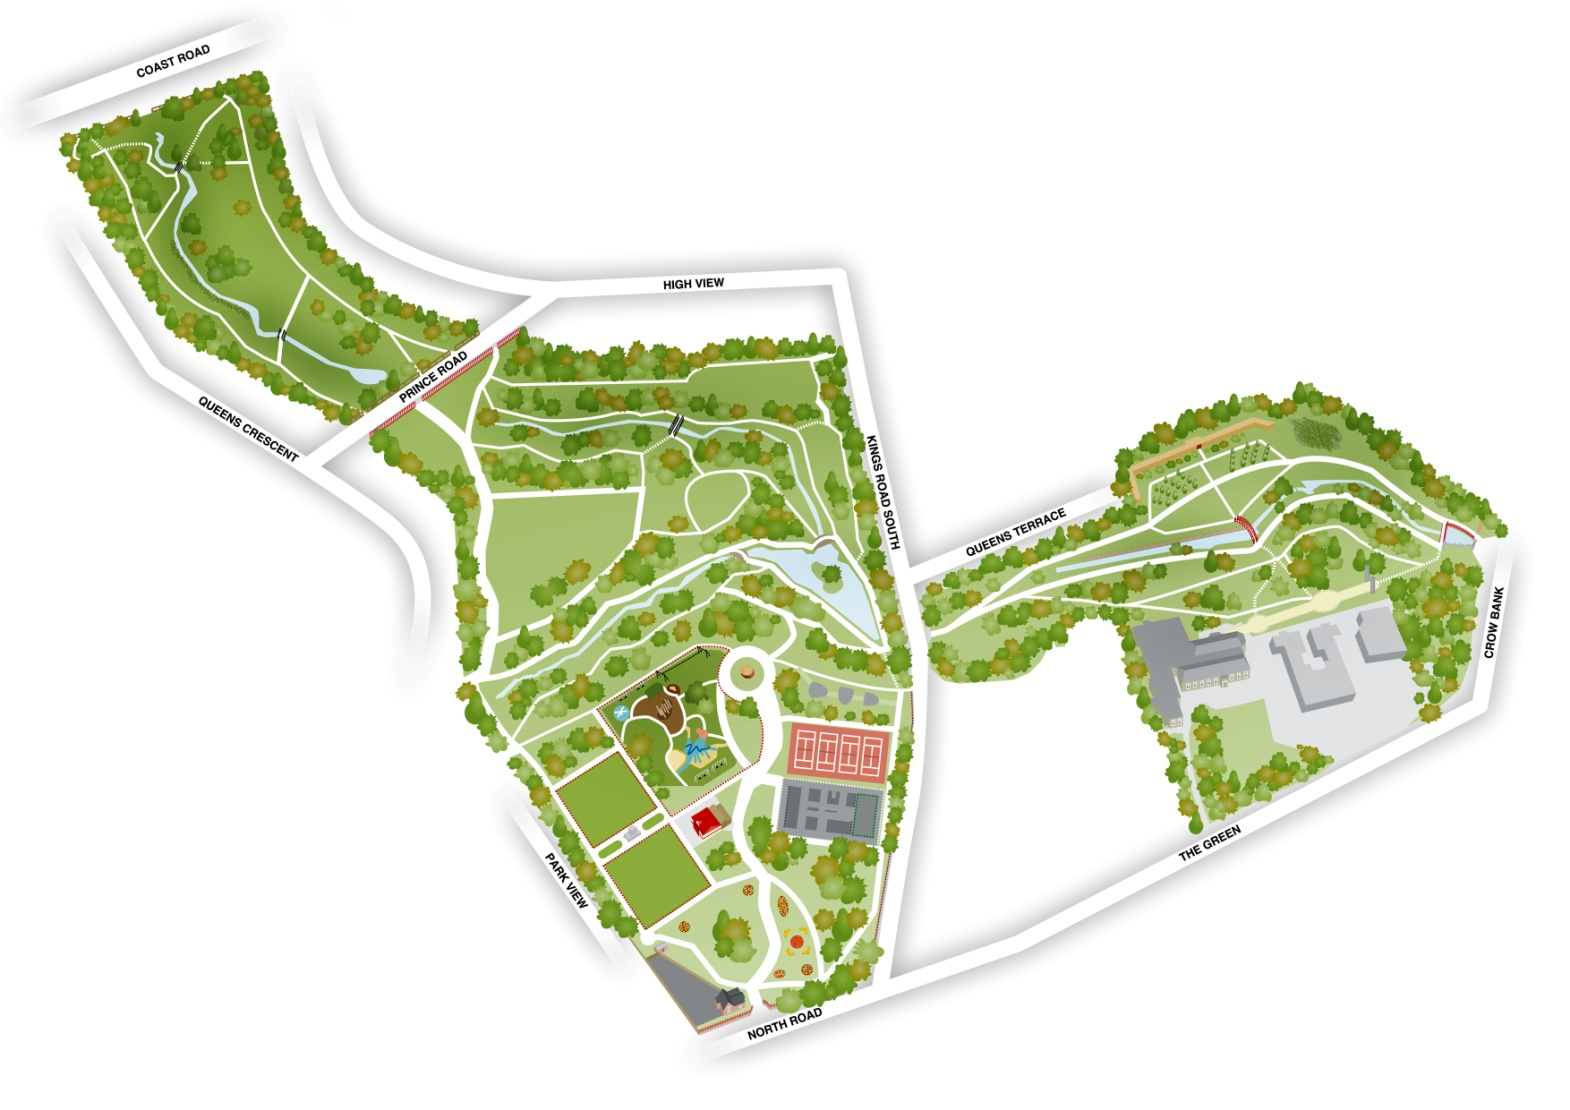 COAST ROAD
HIGH VIEW
PRINCE ROAD
QUEENS CRESCENT
KINGS ROAD SOUTH
QUEENS TERRACE
CROW BANK
THE GREEN
PARK VIEW
NORTH ROAD